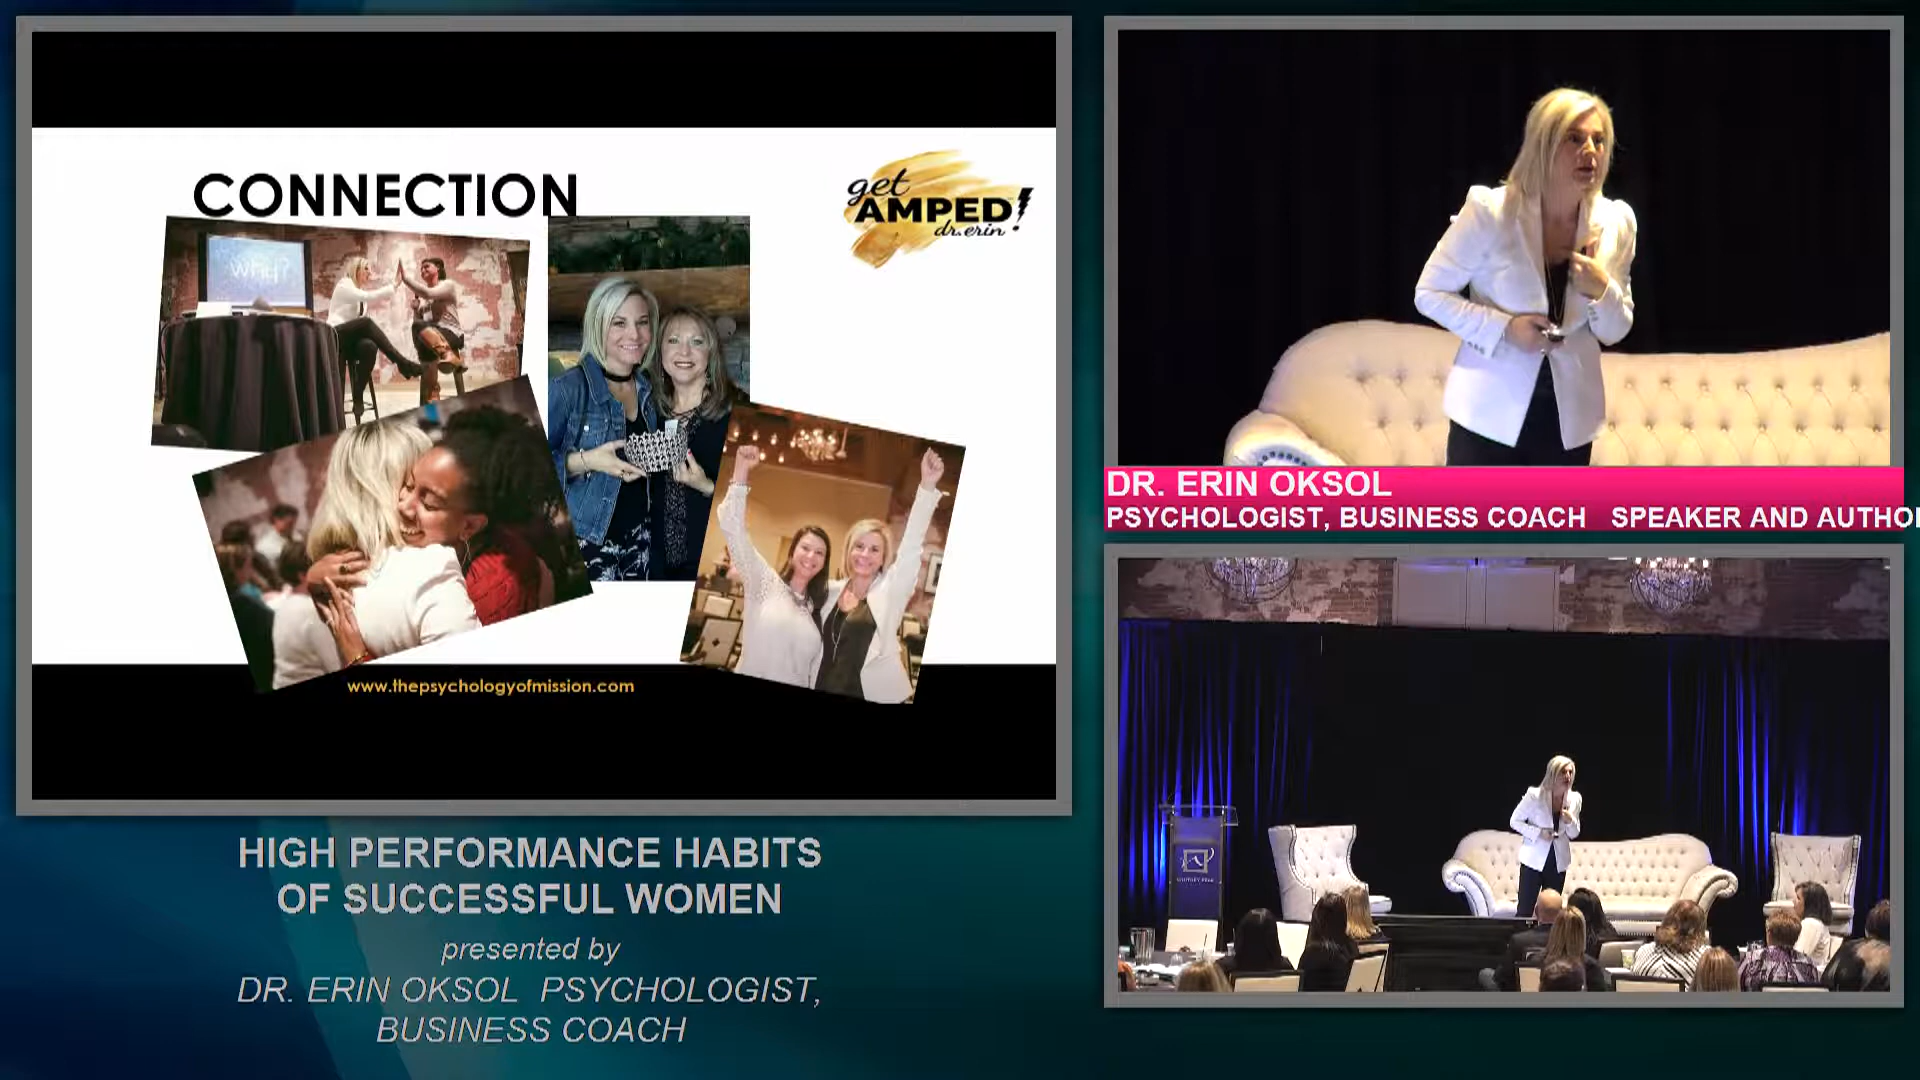 CONNECTION
get
AMPED!
dr.erin
why?
www.thepsychologyofmission.com
DR. ERIN OKSOL
PSYCHOLOGIST, BUSINESS COACH SPEAKER AND AUTHO
HIGH PERFORMANCE HABITS
OF SUCCESSFUL WOMEN
presented by
DR. ERIN OKSOL PSYCHOLOGIST,
BUSINESS COACH